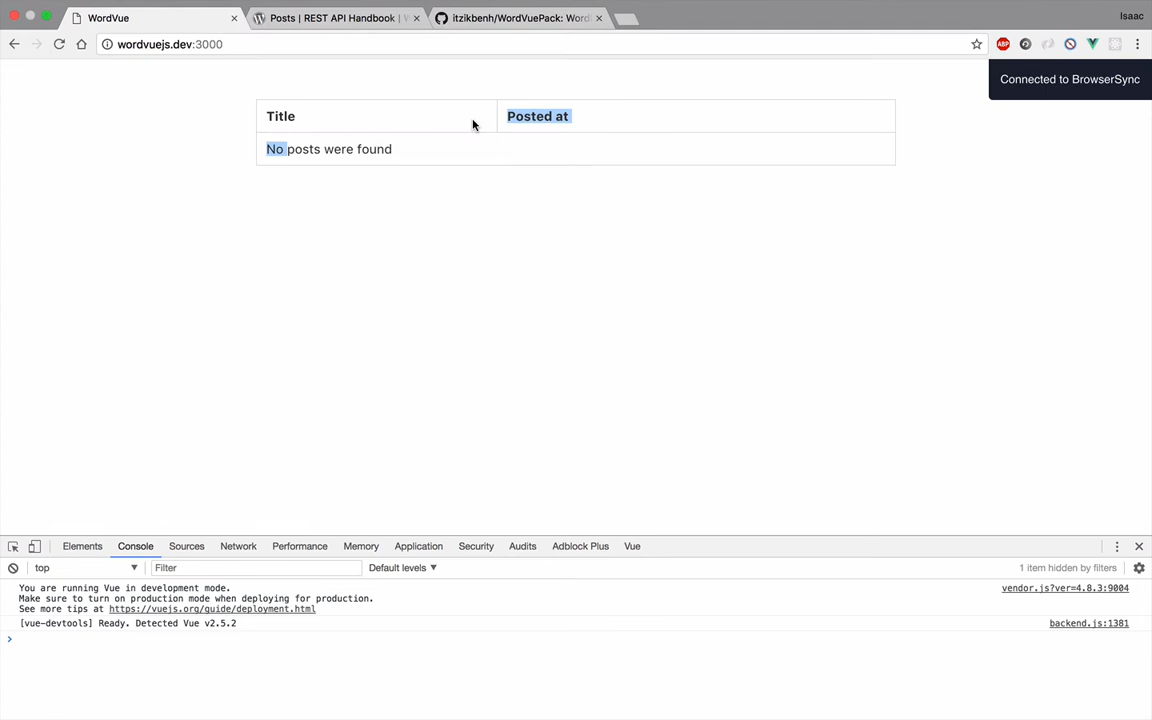 WordVue
Posts | REST API Handbook | W
itzikbenh/WordVuePack: Word
Isaac
wordvuejs.dev:3000
ABP
Connected to BrowserSync
Title
Posted at
No posts were found
Elements
Console
Sources
Network
Performance
Memory
Application
Security
Audits
Adblock Plus
Vue
top
Filter
Default levels
1 item hidden by filters
You are running Vue in development mode.
vendor.js?ver=4.8.3:9004
Make sure to turn on production mode when deploying for production.
See more tips at https://vuejs.org/guide/deployment.html
[vue-devtools] Ready. Detected Vue v2.5.2
backend.js:1381